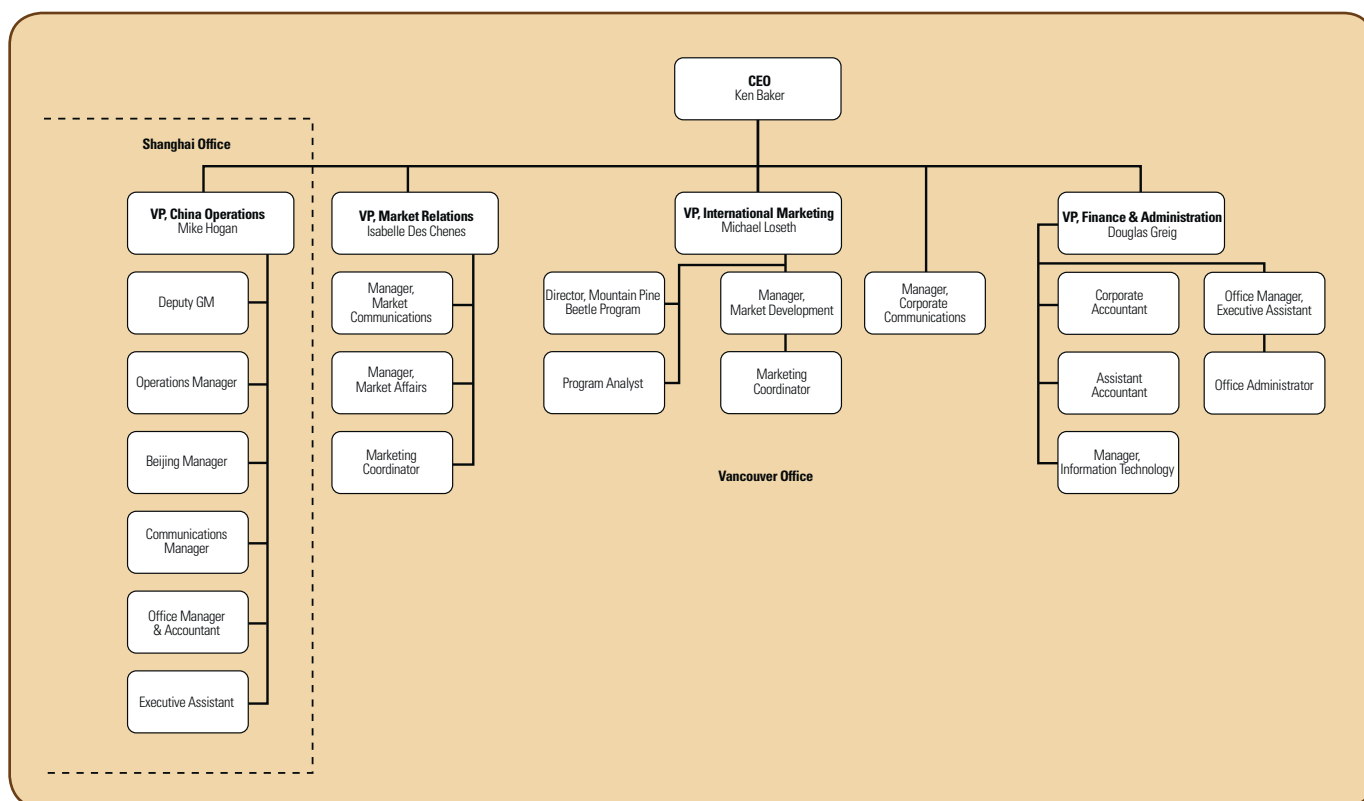 CEO
Ken Baker
Shanghai Office
VP, China Operations
Mike Hogan
VP, Market Relations
Isabelle Des Chenes
VP, International Marketing
Michael Loseth
VP, Finance & Administration
Douglas Greig
Deputy GM
Operations Manager
Beijing Manager
Communications
Manager
Office Manager
& Accountant
Executive Assistant
Manager,
Market
Communications
Manager,
Market Affairs
Marketing
Coordinator
Director, Mountain Pine
Beetle Program
Program Analyst
Manager,
Market Development
Marketing
Coordinator
Manager,
Corporate
Communications
Corporate
Accountant
Assistant
Accountant
Manager,
Information Technology
Office Manager,
Executive Assistant
Office Administrator
Vancouver Office